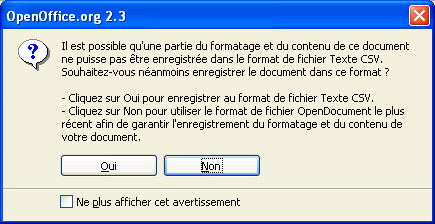 OpenOffice.org 2.3
Il est possible qu'une partie du formatage et du contenu de ce document
ne puisse pas être enregistrée dans le format de fichier Texte CSV.
Souhaitez-vous néanmoins enregistrer le document dans ce format ?
- Cliquez sur Oui pour enregistrer au format de fichier Texte CSV.
- Cliquez sur Non pour utiliser le format de fichier OpenDocument le plus
récent afin de garantir l'enregistrement du formatage et du contenu de
votre document.
Oui
Non
Ne plus afficher cet avertissement